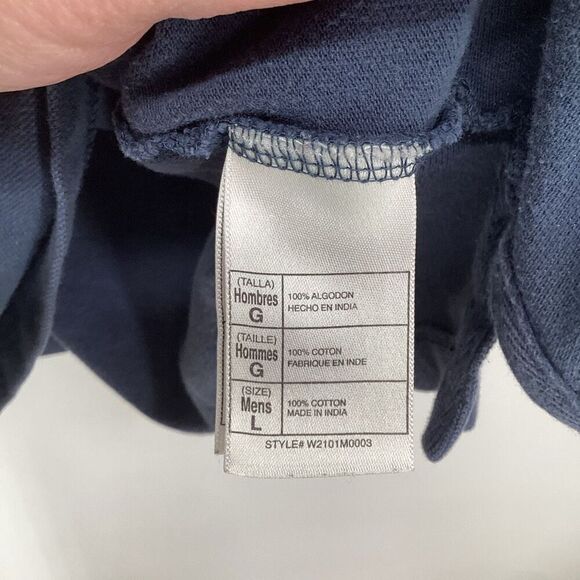 (TALLA)
Hombres
G
100% ALGODON
HECHO EN INDIA
(TAILLE)
Hommes
G
100% COTON
FABRIQUE EN INDE
(SIZE)
Mens
L
100% COTTON
MADE IN INDIA
STYLE# W2101M0003